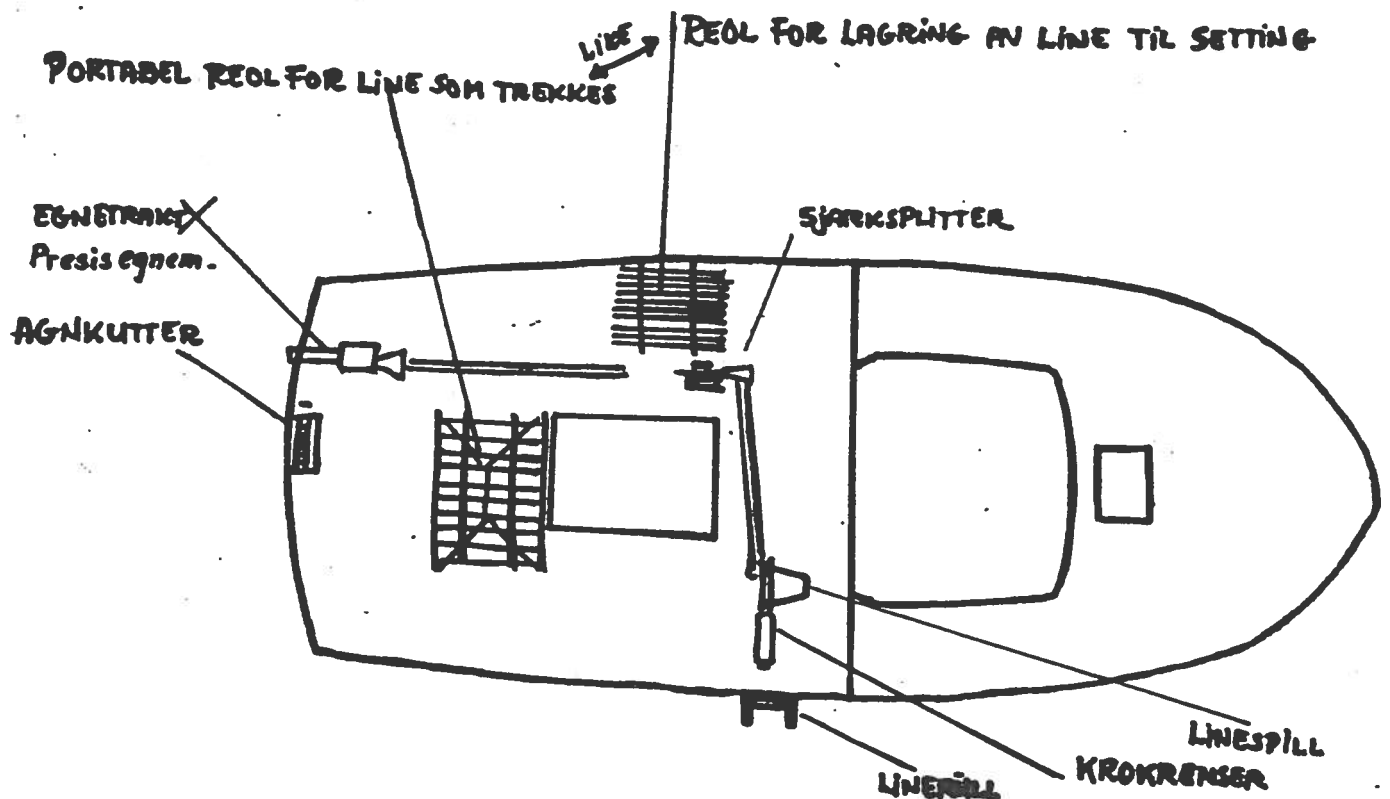 REOL FOR LAGRING AV LINE TIL SETTING
LIKE
PORTABEL REOL FOR LINE SOM TREKKES
EGNETRAKT
Presis egnem.
SJARKSPLITTER
AGNKUTTER
LINESPILL
KROKRENSER